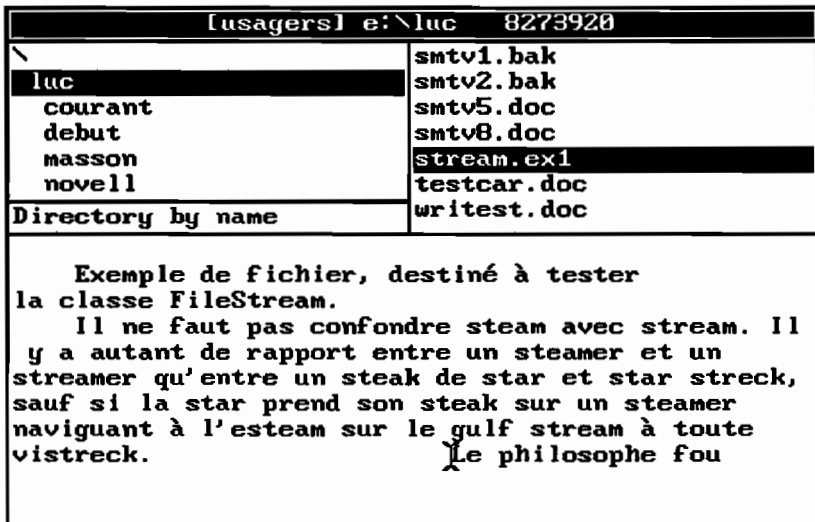 [usagers] e:\luc 8273920
\
luc
courant
debut
masson
novell
Directory by name
smtv1.bak
smtv2.bak
smtv5.doc
smtv8.doc
stream.ex1
testcar.doc
writest.doc
Exemple de fichier, destiné à tester
la classe FileStream.
Il ne faut pas confondre steam avec stream. Il
y a autant de rapport entre un steamer et un
streamer qu'entre un steak de star et star streck,
sauf si la star prend son steak sur un steamer
naviguant à l'esteam sur le gulf stream à toute
vistreck. Le philosophe fou